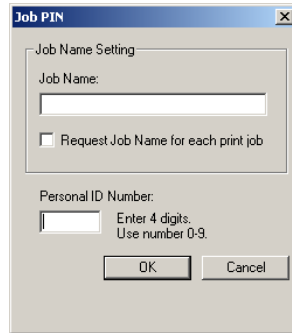 Job PIN
Job Name Setting
Job Name:
Request Job Name for each print job
Personal ID Number:
Enter 4 digits.
Use number 0-9.
OK
Cancel